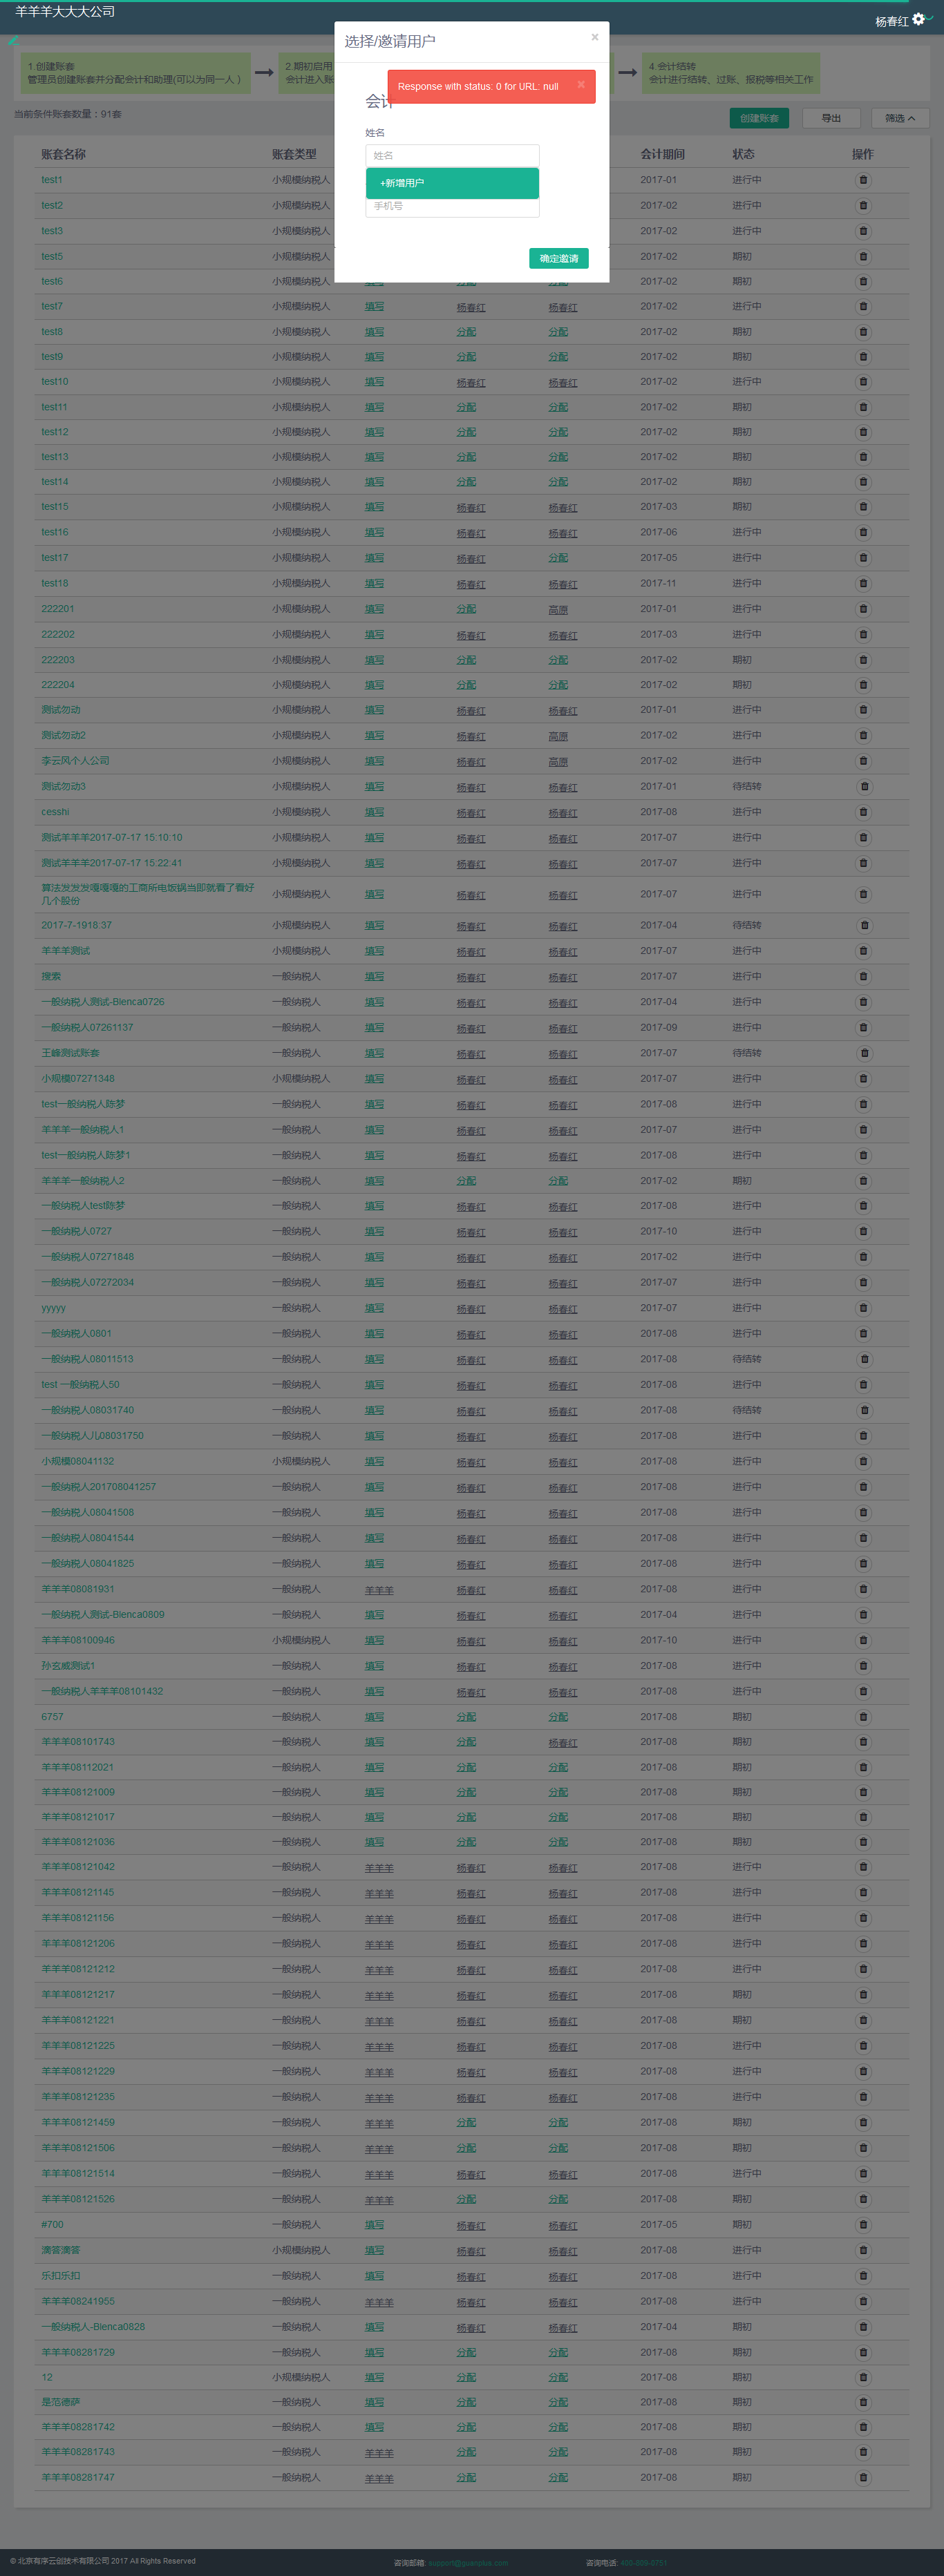 羊羊羊大大大公司
杨春红
选择/邀请用户 ×
1.创建账套
管理员创建账套并分配会计和助理(可以为同一人)
2.期初启用
会计进入账
4.会计结转
会计进行结转、过账、报税等相关工作
Response with status: 0 for URL: null ×
会计
姓名
姓名
+新增用户
手机号
确定邀请
当前条件账套数量：91套
创建账套 导出 筛选
账套名称 账套类型 会计期间 状态 操作
test1 小规模纳税人 2017-01 进行中
test2 小规模纳税人 2017-02 进行中
test3 小规模纳税人 2017-02 进行中
test5 小规模纳税人 2017-02 期初
test6 小规模纳税人 填写 分配 分配 2017-02 期初
test7 小规模纳税人 填写 杨春红 杨春红 2017-02 进行中
test8 小规模纳税人 填写 分配 分配 2017-02 期初
test9 小规模纳税人 填写 分配 分配 2017-02 期初
test10 小规模纳税人 填写 杨春红 杨春红 2017-02 进行中
test11 小规模纳税人 填写 分配 分配 2017-02 期初
test12 小规模纳税人 填写 分配 分配 2017-02 期初
test13 小规模纳税人 填写 分配 分配 2017-02 期初
test14 小规模纳税人 填写 分配 分配 2017-02 期初
test15 小规模纳税人 填写 杨春红 杨春红 2017-03 期初
test16 小规模纳税人 填写 杨春红 杨春红 2017-06 进行中
test17 小规模纳税人 填写 杨春红 分配 2017-05 进行中
test18 小规模纳税人 填写 杨春红 杨春红 2017-11 进行中
222201 小规模纳税人 填写 分配 高原 2017-01 进行中
222202 小规模纳税人 填写 杨春红 杨春红 2017-03 进行中
222203 小规模纳税人 填写 分配 分配 2017-02 期初
222204 小规模纳税人 填写 分配 分配 2017-02 期初
测试勿动 小规模纳税人 填写 杨春红 杨春红 2017-01 进行中
测试勿动2 小规模纳税人 填写 杨春红 高原 2017-02 进行中
李云风个人公司 小规模纳税人 填写 杨春红 高原 2017-02 进行中
测试勿动3 小规模纳税人 填写 杨春红 杨春红 2017-01 待结转
cesshi 小规模纳税人 填写 杨春红 杨春红 2017-08 进行中
测试羊羊羊2017-07-17 15:10:10 小规模纳税人 填写 杨春红 杨春红 2017-07 进行中
测试羊羊羊2017-07-17 15:22:41 小规模纳税人 填写 杨春红 杨春红 2017-07 进行中
算法发发发嘎嘎嘎的工商所电饭锅当即就看了看好
几个股份 小规模纳税人 填写 杨春红 杨春红 2017-07 进行中
2017-7-1918:37 小规模纳税人 填写 杨春红 杨春红 2017-04 待结转
羊羊羊测试 小规模纳税人 填写 杨春红 杨春红 2017-07 进行中
搜索 一般纳税人 填写 杨春红 杨春红 2017-07 进行中
一般纳税人测试-Bienca0726 一般纳税人 填写 杨春红 杨春红 2017-04 进行中
一般纳税人07261137 一般纳税人 填写 杨春红 杨春红 2017-09 进行中
王峰测试账套 一般纳税人 填写 杨春红 杨春红 2017-07 待结转
小规模07271348 小规模纳税人 填写 杨春红 杨春红 2017-07 进行中
test一般纳税人陈梦 一般纳税人 填写 杨春红 杨春红 2017-08 进行中
羊羊羊一般纳税人1 一般纳税人 填写 杨春红 杨春红 2017-07 进行中
test一般纳税人陈梦1 一般纳税人 填写 杨春红 杨春红 2017-08 进行中
羊羊羊一般纳税人2 一般纳税人 填写 分配 分配 2017-02 期初
一般纳税人test陈梦 一般纳税人 填写 杨春红 杨春红 2017-08 进行中
一般纳税人0727 一般纳税人 填写 杨春红 杨春红 2017-10 进行中
一般纳税人07271848 一般纳税人 填写 杨春红 杨春红 2017-02 进行中
一般纳税人07272034 一般纳税人 填写 杨春红 杨春红 2017-07 进行中
yyyyy 一般纳税人 填写 杨春红 杨春红 2017-07 进行中
一般纳税人0801 一般纳税人 填写 杨春红 杨春红 2017-08 进行中
一般纳税人08011513 一般纳税人 填写 杨春红 杨春红 2017-08 待结转
test 一般纳税人50 一般纳税人 填写 杨春红 杨春红 2017-08 进行中
一般纳税人08031740 一般纳税人 填写 杨春红 杨春红 2017-08 待结转
一般纳税人儿08031750 一般纳税人 填写 杨春红 杨春红 2017-08 进行中
小规模08041132 小规模纳税人 填写 杨春红 杨春红 2017-08 进行中
一般纳税人201708041257 一般纳税人 填写 杨春红 杨春红 2017-08 进行中
一般纳税人08041508 一般纳税人 填写 杨春红 杨春红 2017-08 进行中
一般纳税人08041544 一般纳税人 填写 杨春红 杨春红 2017-08 进行中
一般纳税人08041825 一般纳税人 填写 杨春红 杨春红 2017-08 进行中
羊羊羊08081931 一般纳税人 羊羊羊 杨春红 杨春红 2017-08 进行中
一般纳税人测试-Bienca0809 一般纳税人 填写 杨春红 杨春红 2017-04 进行中
羊羊羊08100946 小规模纳税人 填写 杨春红 杨春红 2017-10 进行中
孙玄威测试1 一般纳税人 填写 杨春红 杨春红 2017-08 进行中
一般纳税人羊羊羊08101432 一般纳税人 填写 杨春红 杨春红 2017-08 进行中
6757 一般纳税人 填写 分配 分配 2017-08 期初
羊羊羊08101743 一般纳税人 填写 分配 杨春红 2017-08 期初
羊羊羊08112021 一般纳税人 填写 分配 分配 2017-08 期初
羊羊羊08121009 一般纳税人 填写 分配 分配 2017-08 期初
羊羊羊08121017 一般纳税人 填写 分配 分配 2017-08 期初
羊羊羊08121036 一般纳税人 填写 分配 分配 2017-08 期初
羊羊羊08121042 一般纳税人 羊羊羊 杨春红 杨春红 2017-08 进行中
羊羊羊08121145 一般纳税人 羊羊羊 杨春红 杨春红 2017-08 进行中
羊羊羊08121156 一般纳税人 羊羊羊 杨春红 杨春红 2017-08 进行中
羊羊羊08121206 一般纳税人 羊羊羊 杨春红 杨春红 2017-08 进行中
羊羊羊08121212 一般纳税人 羊羊羊 杨春红 杨春红 2017-08 进行中
羊羊羊08121217 一般纳税人 羊羊羊 杨春红 杨春红 2017-08 期初
羊羊羊08121221 一般纳税人 羊羊羊 杨春红 杨春红 2017-08 期初
羊羊羊08121225 一般纳税人 羊羊羊 杨春红 杨春红 2017-08 进行中
羊羊羊08121229 一般纳税人 羊羊羊 杨春红 杨春红 2017-08 进行中
羊羊羊08121235 一般纳税人 羊羊羊 杨春红 杨春红 2017-08 进行中
羊羊羊08121459 一般纳税人 羊羊羊 分配 分配 2017-08 期初
羊羊羊08121506 一般纳税人 羊羊羊 分配 分配 2017-08 期初
羊羊羊08121514 一般纳税人 羊羊羊 杨春红 杨春红 2017-08 进行中
羊羊羊08121526 一般纳税人 羊羊羊 分配 分配 2017-08 期初
#700 一般纳税人 填写 杨春红 杨春红 2017-05 期初
滴答滴答 小规模纳税人 填写 杨春红 杨春红 2017-08 进行中
乐扣乐扣 一般纳税人 填写 杨春红 杨春红 2017-08 期初
羊羊羊08241955 一般纳税人 羊羊羊 杨春红 杨春红 2017-08 进行中
一般纳税人-Bienca0828 一般纳税人 填写 杨春红 杨春红 2017-04 期初
羊羊羊08281729 一般纳税人 填写 分配 分配 2017-08 期初
12 小规模纳税人 填写 分配 分配 2017-08 期初
是范德萨 一般纳税人 填写 分配 分配 2017-08 期初
羊羊羊08281742 一般纳税人 填写 分配 分配 2017-08 期初
羊羊羊08281743 一般纳税人 羊羊羊 分配 分配 2017-08 期初
羊羊羊08281747 一般纳税人 羊羊羊 分配 分配 2017-08 期初
© 北京有序云创技术有限公司 2017 All Rights Reserved 咨询邮箱: 咨询电话: